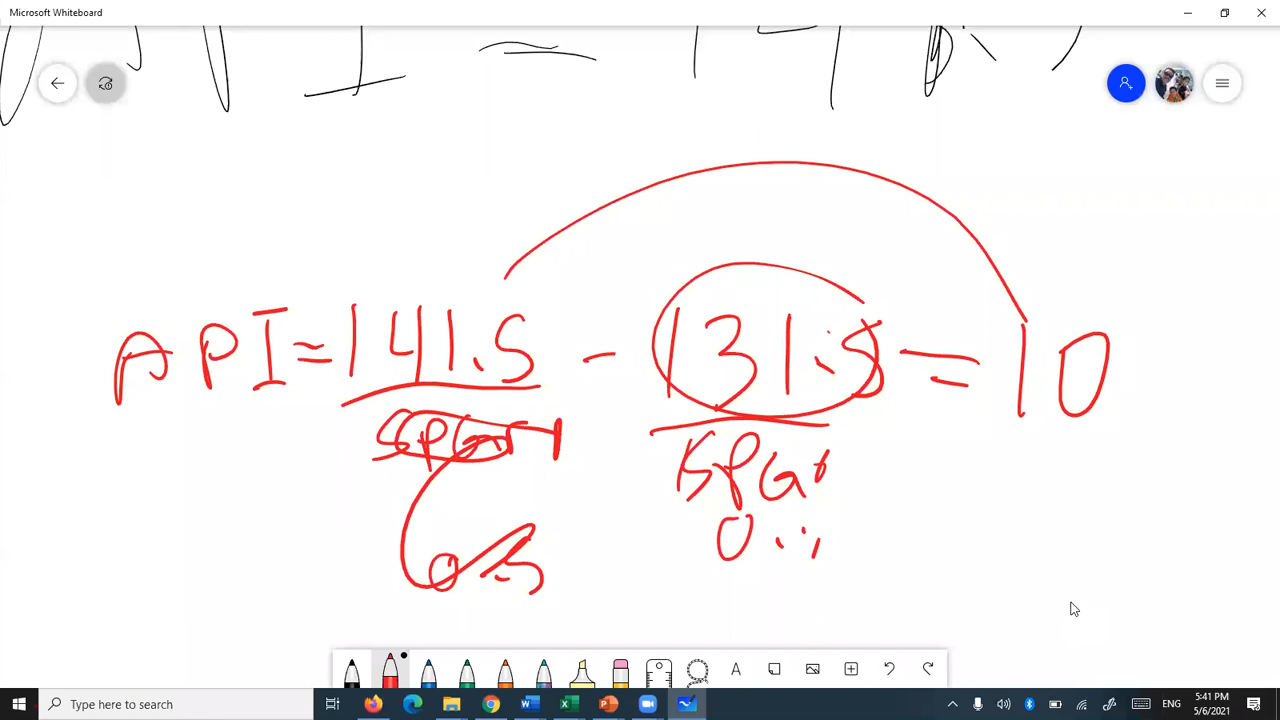 Microsoft Whiteboard
API = 141.5 - 131.5 = 10
SPGr
0.5
A
Type here to search
ENG
5:41 PM
5/6/2021